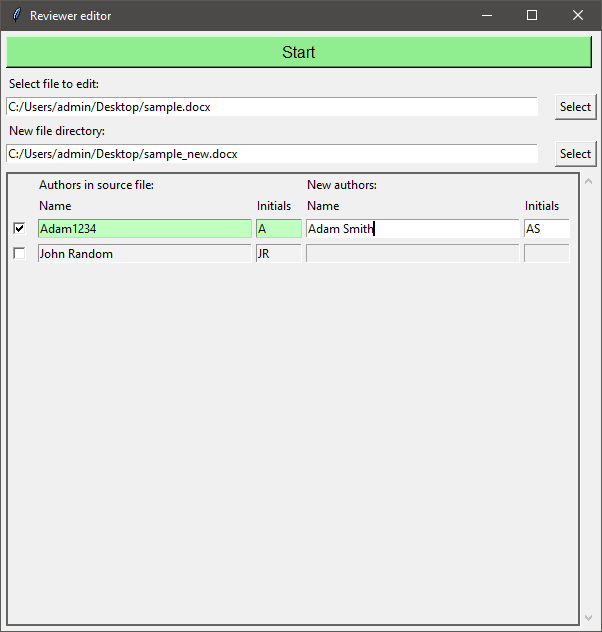 Reviewer editor
Start
Select file to edit:
C:/Users/admin/Desktop/sample.docx Select
New file directory:
C:/Users/admin/Desktop/sample_new.docx Select
Authors in source file: New authors:
Name Initials Name Initials
Adam1234 A Adam Smith AS
John Random JR